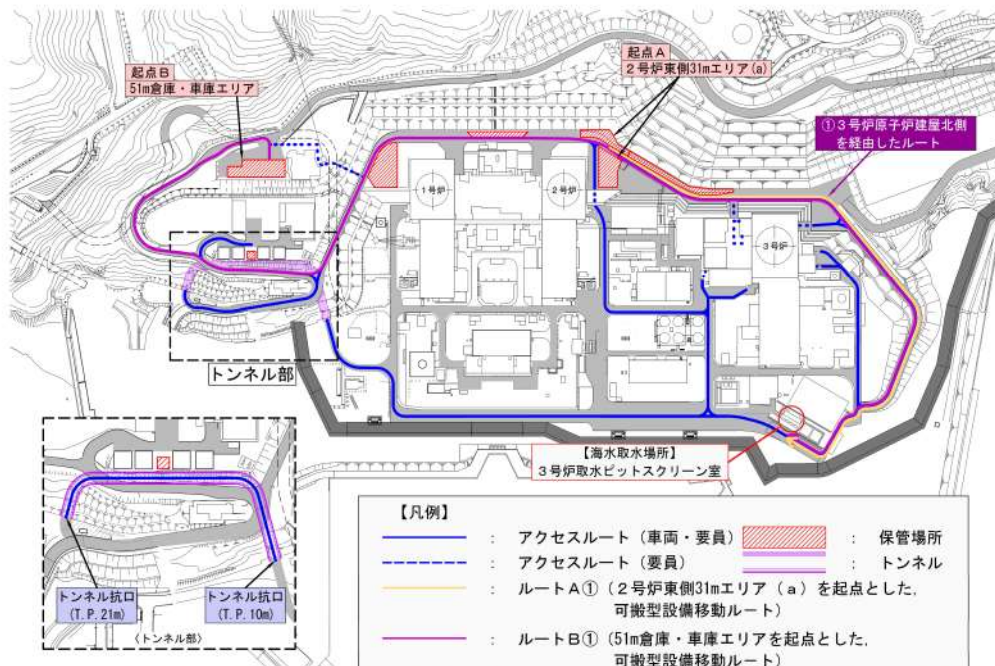 起点B
51m倉庫・車庫エリア
起点A
2号炉東側31mエリア(a)
①3号炉原子炉建屋北側
を経由したルート
1号炉
2号炉
3号炉
トンネル部
【海水取水場所】
3号炉取水ピットスクリーン室
トンネル抗口
(T.P.21m)
トンネル抗口
(T.P.10m)
〈トンネル部〉
【凡例】
: アクセスルート（車両・要員）
: 保管場所
: アクセスルート（要員）
: トンネル
: ルートA①（2号炉東側31mエリア（a）を起点とした,
可搬型設備移動ルート）
: ルートB①（51m倉庫・車庫エリアを起点とした,
可搬型設備移動ルート）